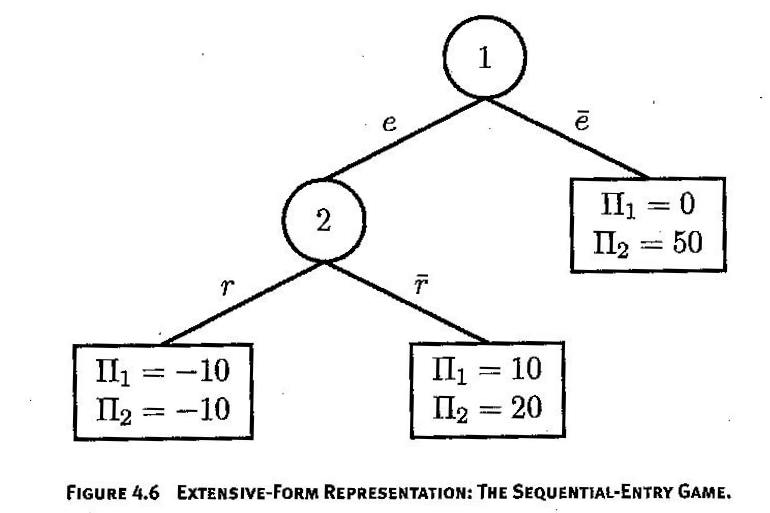 1
e
ē
Π₁ = 0
Π₂ = 50
2
r
r̄
Π₁ = −10
Π₂ = −10
Π₁ = 10
Π₂ = 20
FIGURE 4.6 EXTENSIVE-FORM REPRESENTATION: THE SEQUENTIAL-ENTRY GAME.